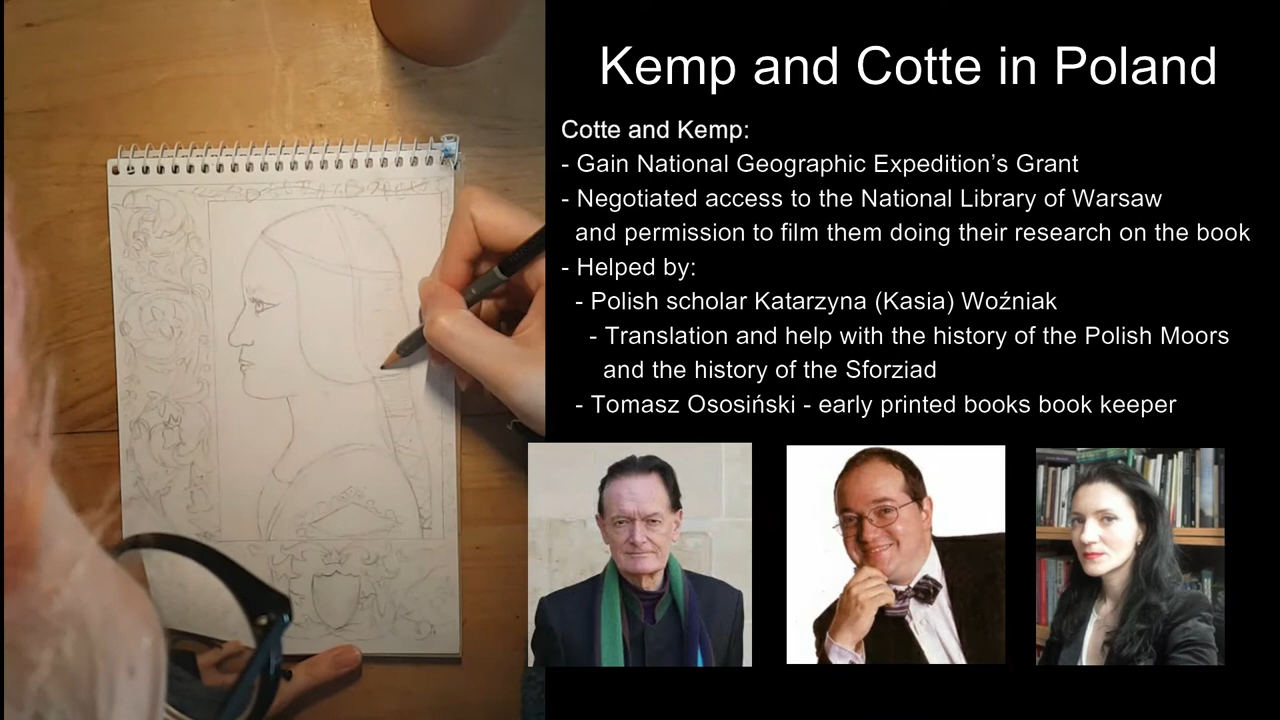 Kemp and Cotte in Poland
Cotte and Kemp:
- Gain National Geographic Expedition’s Grant
- Negotiated access to the National Library of Warsaw
and permission to film them doing their research on the book
- Helped by:
- Polish scholar Katarzyna (Kasia) Woźniak
- Translation and help with the history of the Polish Moors
and the history of the Sforziad
- Tomasz Ososiński - early printed books book keeper